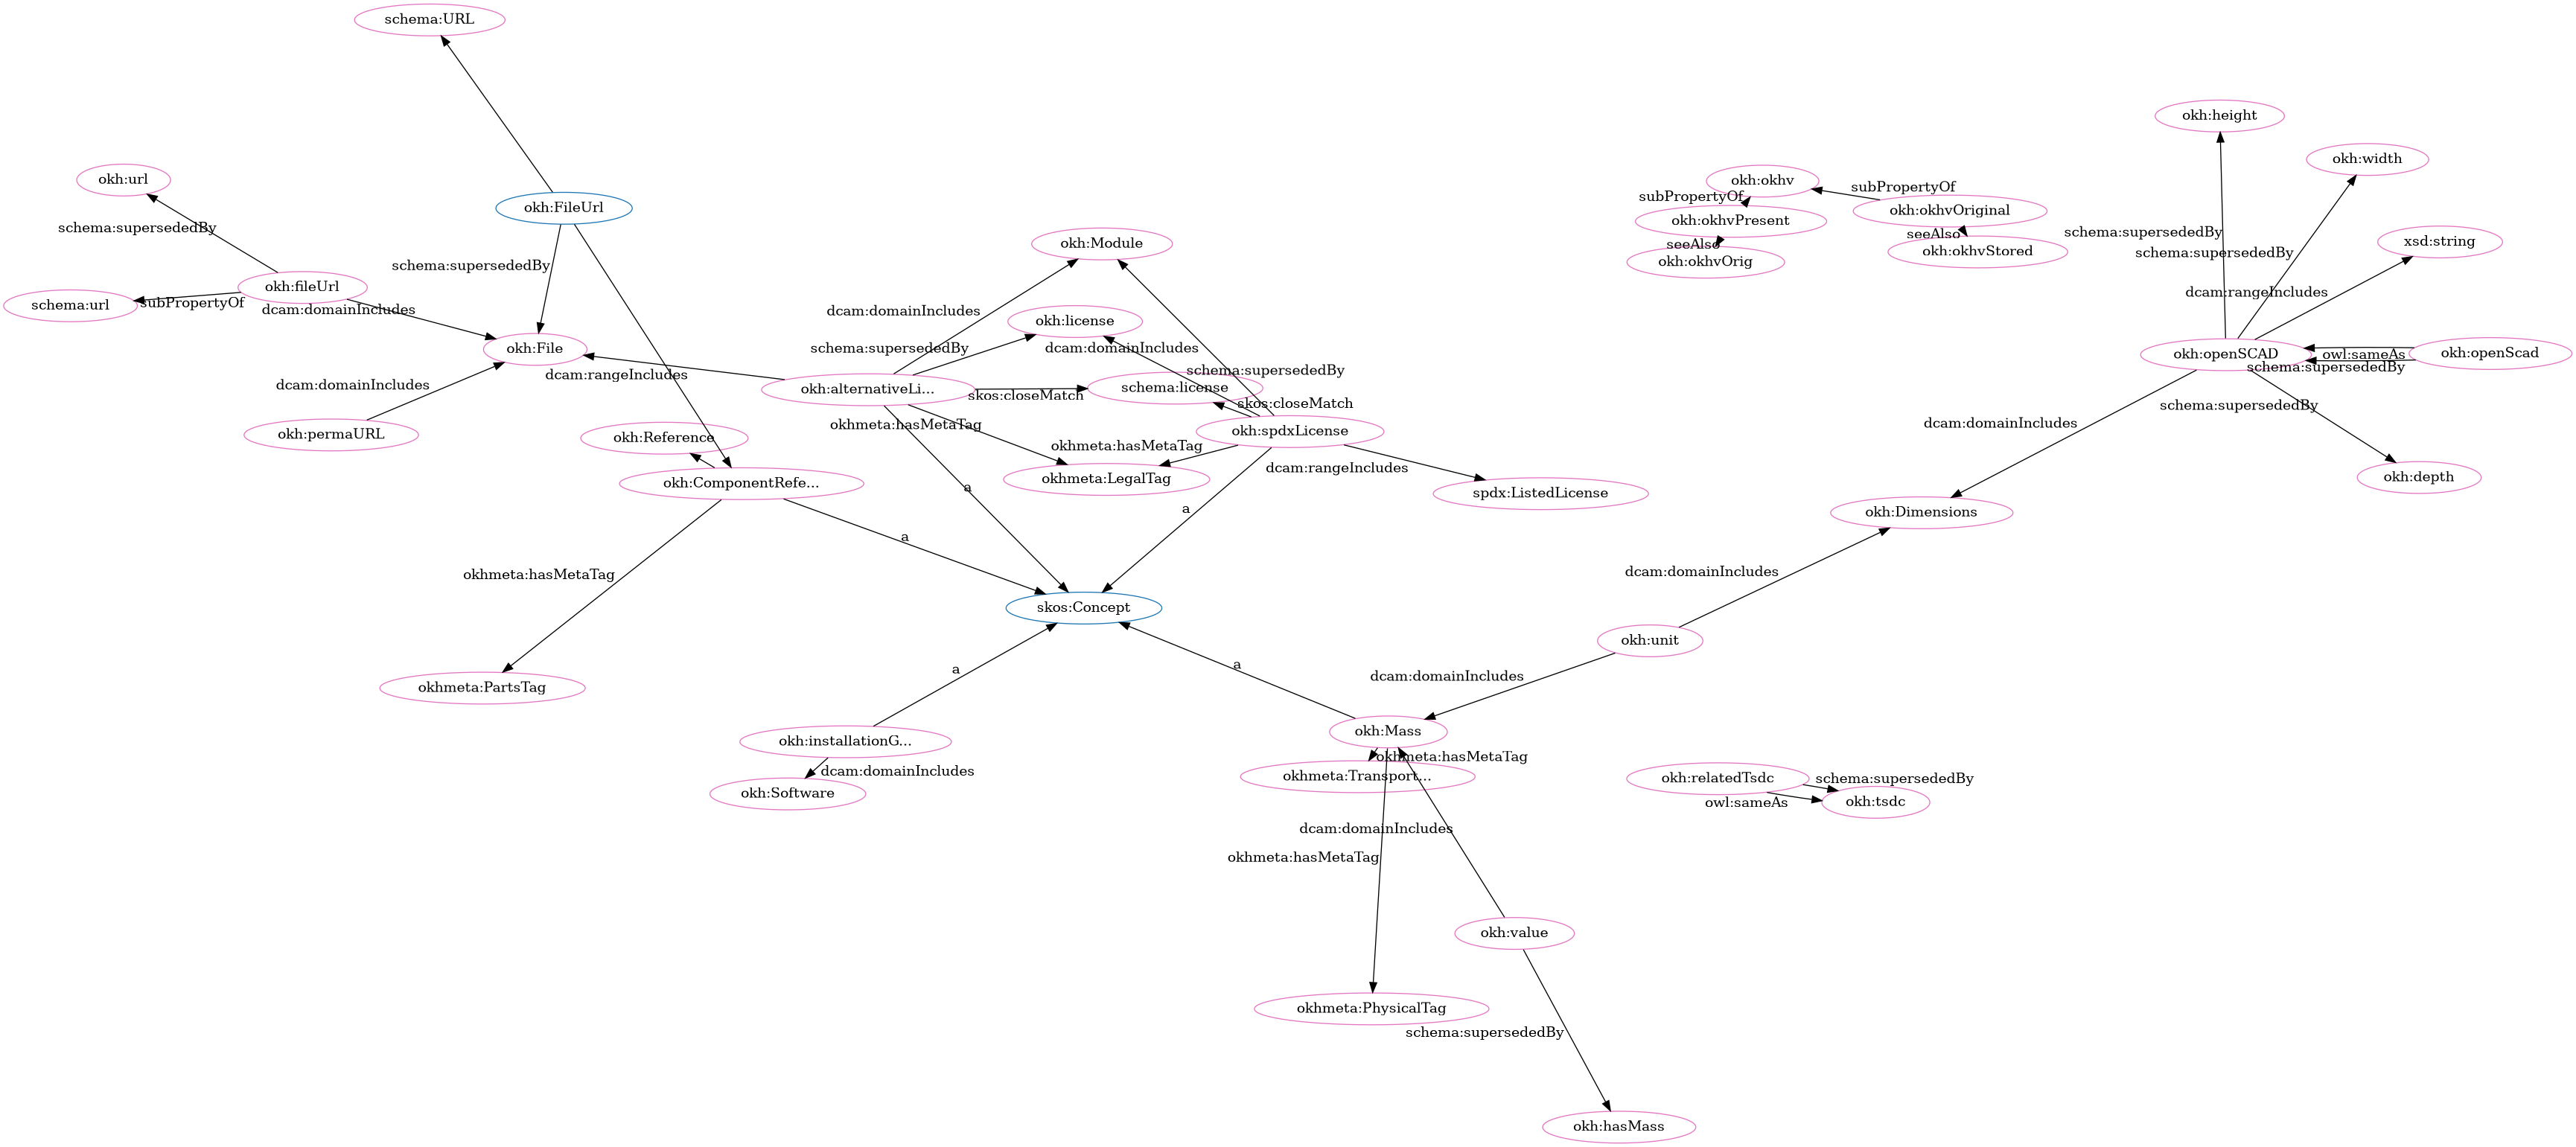 schema:URL
okh:height
okh:width
okh:url
okh:okhv
subPropertyOf
subPropertyOf
okh:FileUrl
okh:okhvOriginal
okh:okhvPresent
schema:supersededBy
schema:supersededBy
seeAlso
okh:Module
seeAlso
xsd:string
okh:okhvStored
schema:supersededBy
okh:okhvOrig
schema:supersededBy
okh:fileUrl
dcam:rangeIncludes
schema:url
subPropertyOf
dcam:domainIncludes
dcam:domainIncludes
okh:license
okh:File
schema:supersededBy
dcam:domainIncludes
okh:openSCAD
owl:sameAs
okh:openScad
schema:supersededBy
dcam:rangeIncludes
schema:supersededBy
dcam:domainIncludes
okh:alternativeLi...
schema:license
skos:closeMatch
skos:closeMatch
schema:supersededBy
okh:permaURL
okhmeta:hasMetaTag
okh:spdxLicense
dcam:domainIncludes
okh:Reference
okhmeta:hasMetaTag
dcam:rangeIncludes
okh:ComponentRefe...
a
okhmeta:LegalTag
okh:depth
spdx:ListedLicense
a
okh:Dimensions
a
okhmeta:hasMetaTag
dcam:domainIncludes
skos:Concept
okh:unit
a
a
dcam:domainIncludes
okhmeta:PartsTag
okh:Mass
okh:installationG...
okhmeta:hasMetaTag
dcam:domainIncludes
okhmeta:Transport...
okh:relatedTsdc
schema:supersededBy
okh:Software
owl:sameAs
okh:tsdc
dcam:domainIncludes
okhmeta:hasMetaTag
okh:value
okhmeta:PhysicalTag
schema:supersededBy
okh:hasMass